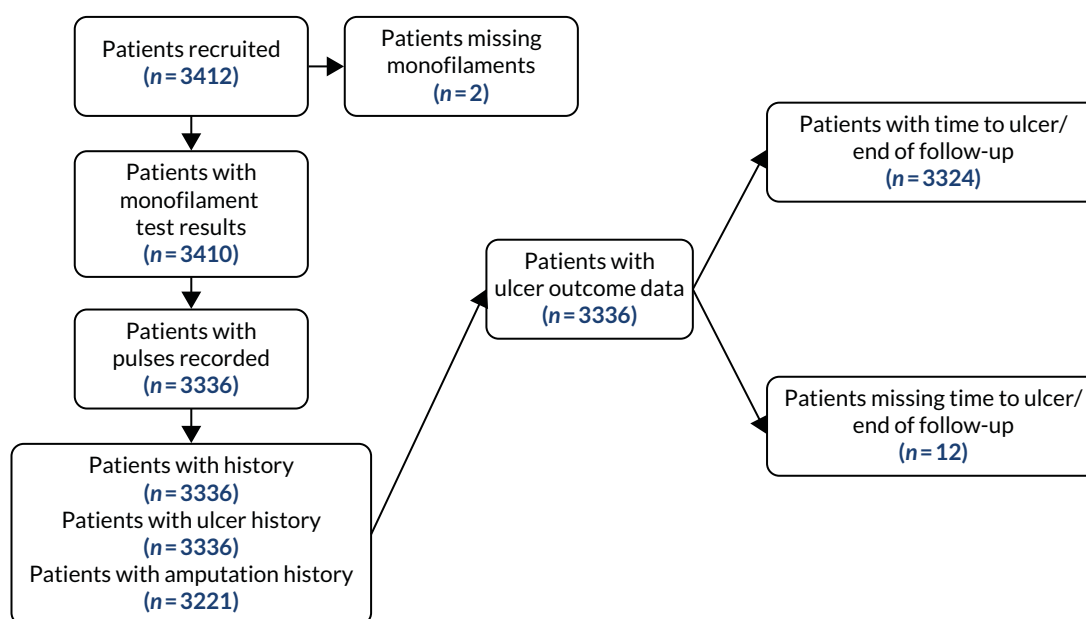 Patients recruited
(n = 3412)
Patients missing
monofilaments
(n = 2)
Patients with
monofilament
test results
(n = 3410)
Patients with
pulses recorded
(n = 3336)
Patients with history
(n = 3336)
Patients with ulcer history
(n = 3336)
Patients with amputation history
(n = 3221)
Patients with
ulcer outcome data
(n = 3336)
Patients with time to ulcer/
end of follow-up
(n = 3324)
Patients missing time to ulcer/
end of follow-up
(n = 12)